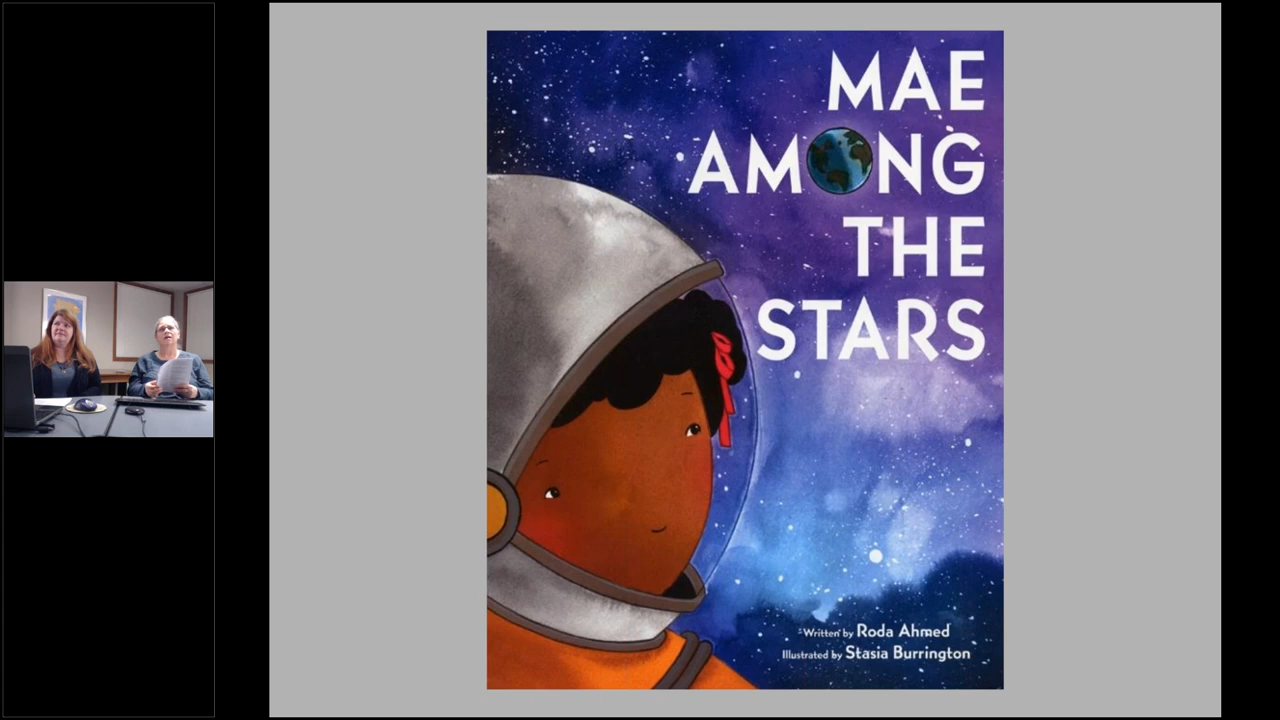 MAE
AMONG
THE
STARS
Written by Roda Ahmed
Illustrated by Stasia Burrington